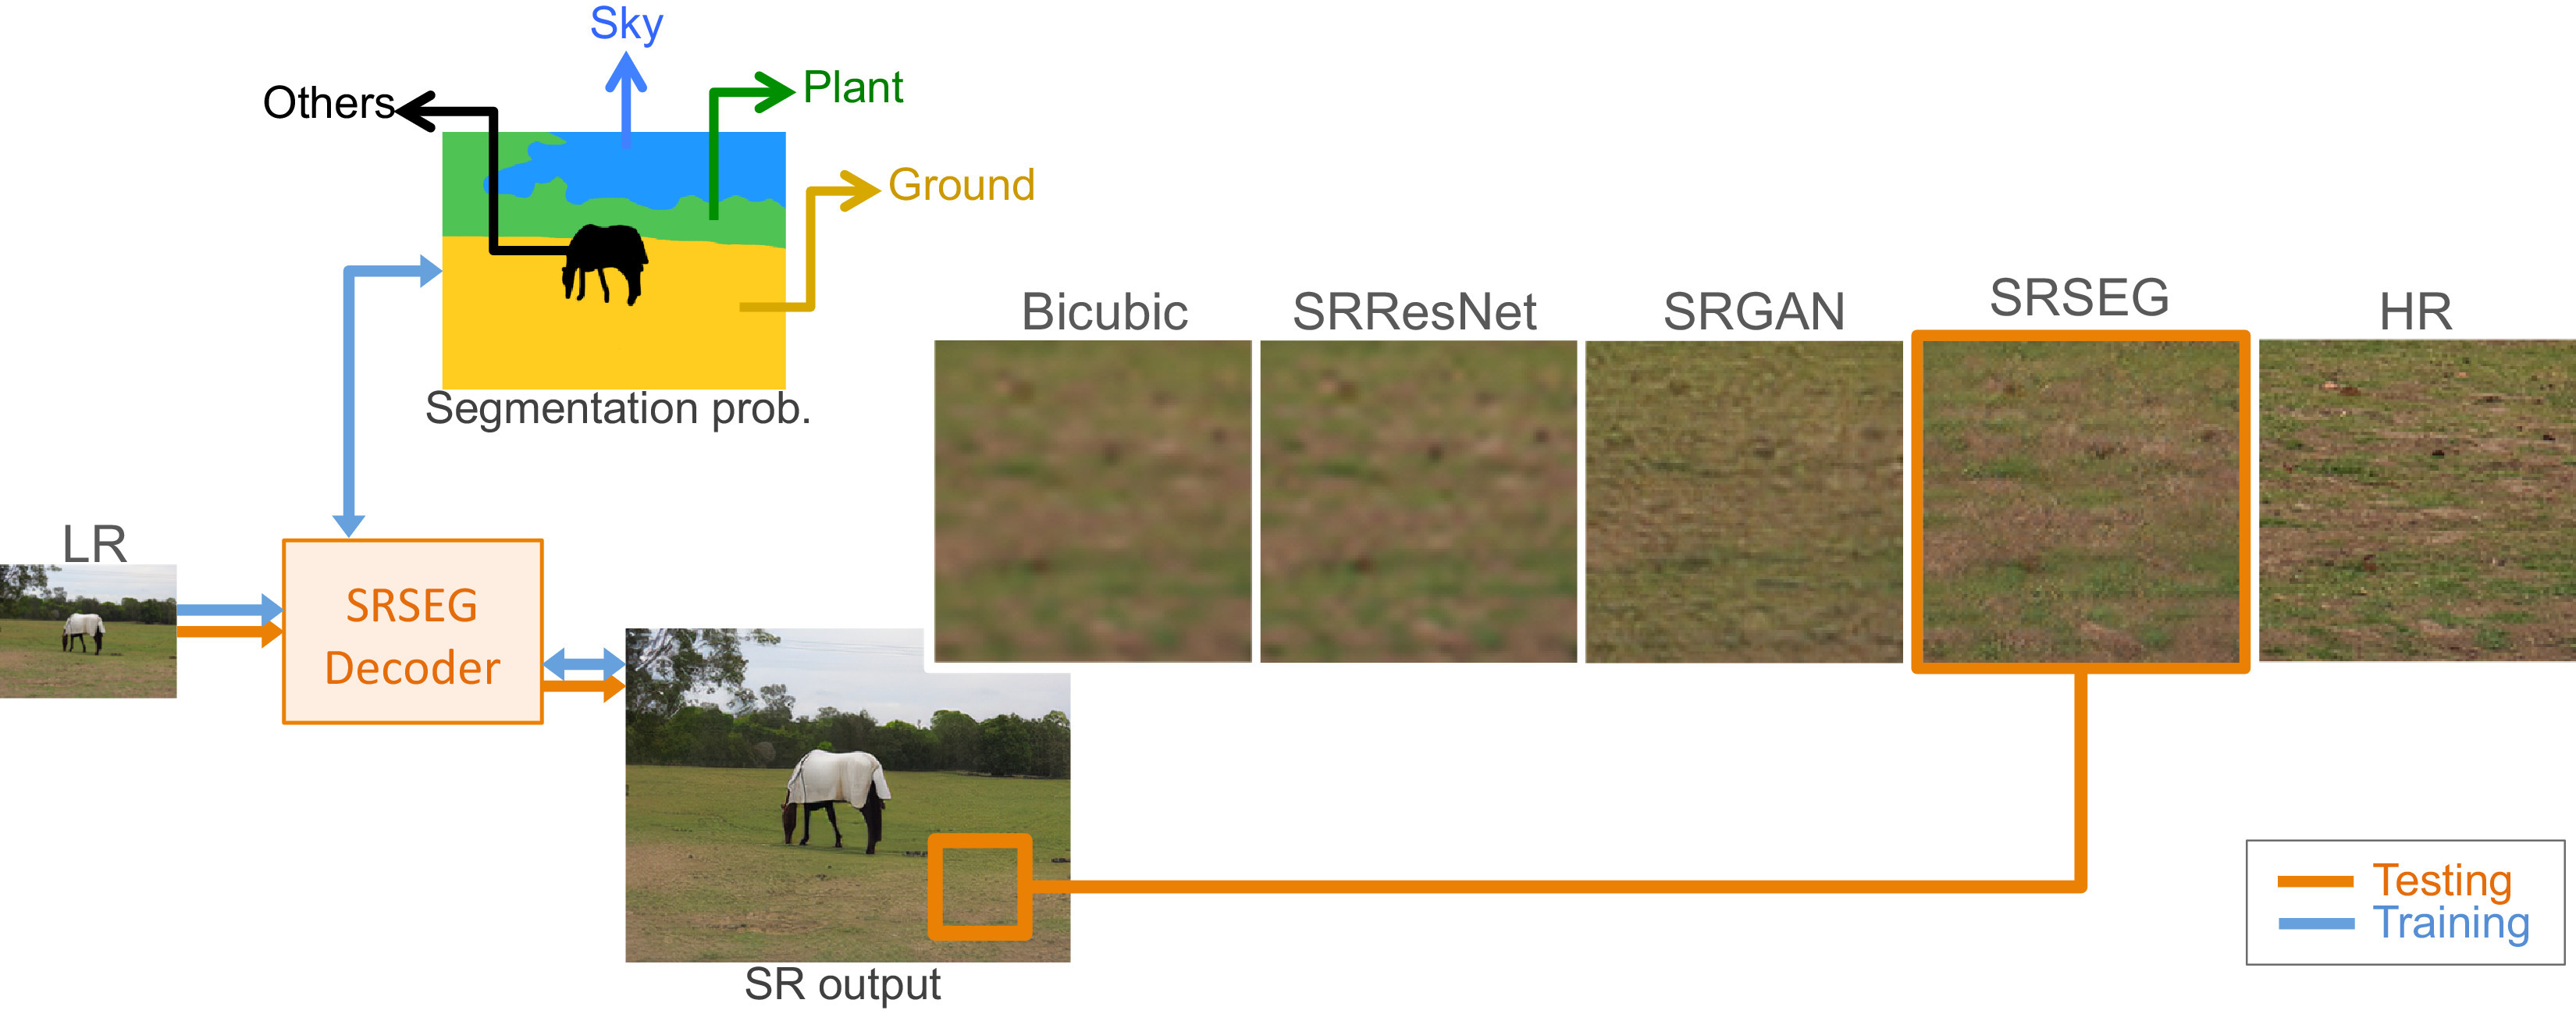 Sky
Others
Plant
Ground
Segmentation prob.
Bicubic
SRResNet
SRGAN
SRSEG
HR
LR
SRSEG
Decoder
SR output
Testing
Training